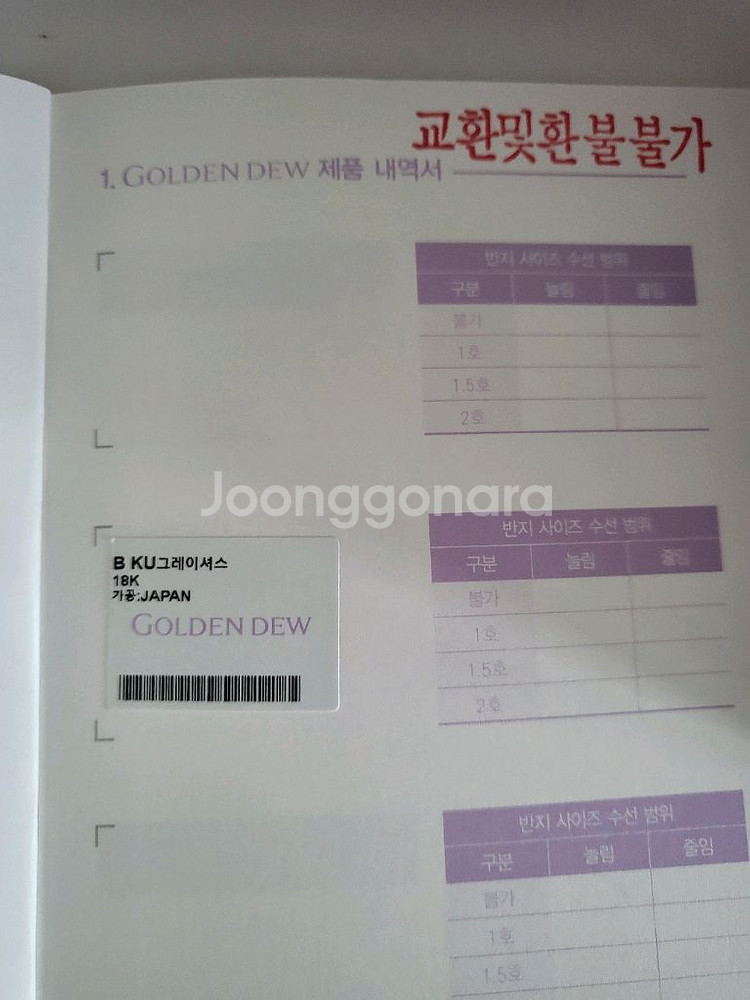 교환및환불불가
1. GOLDEN DEW 제품 내역서
반지 사이즈 수선 범위
구분 늘림 줄임
불가
1호
1.5호
2호
Joonggonara
B KU그레이셔스
18K
가공:JAPAN
GOLDEN DEW
반지 사이즈 수선 범위
구분 늘림 줄임
불가
1호
1.5호
2호
반지 사이즈 수선 범위
구분 늘림 줄임
불가
1호
1.5호